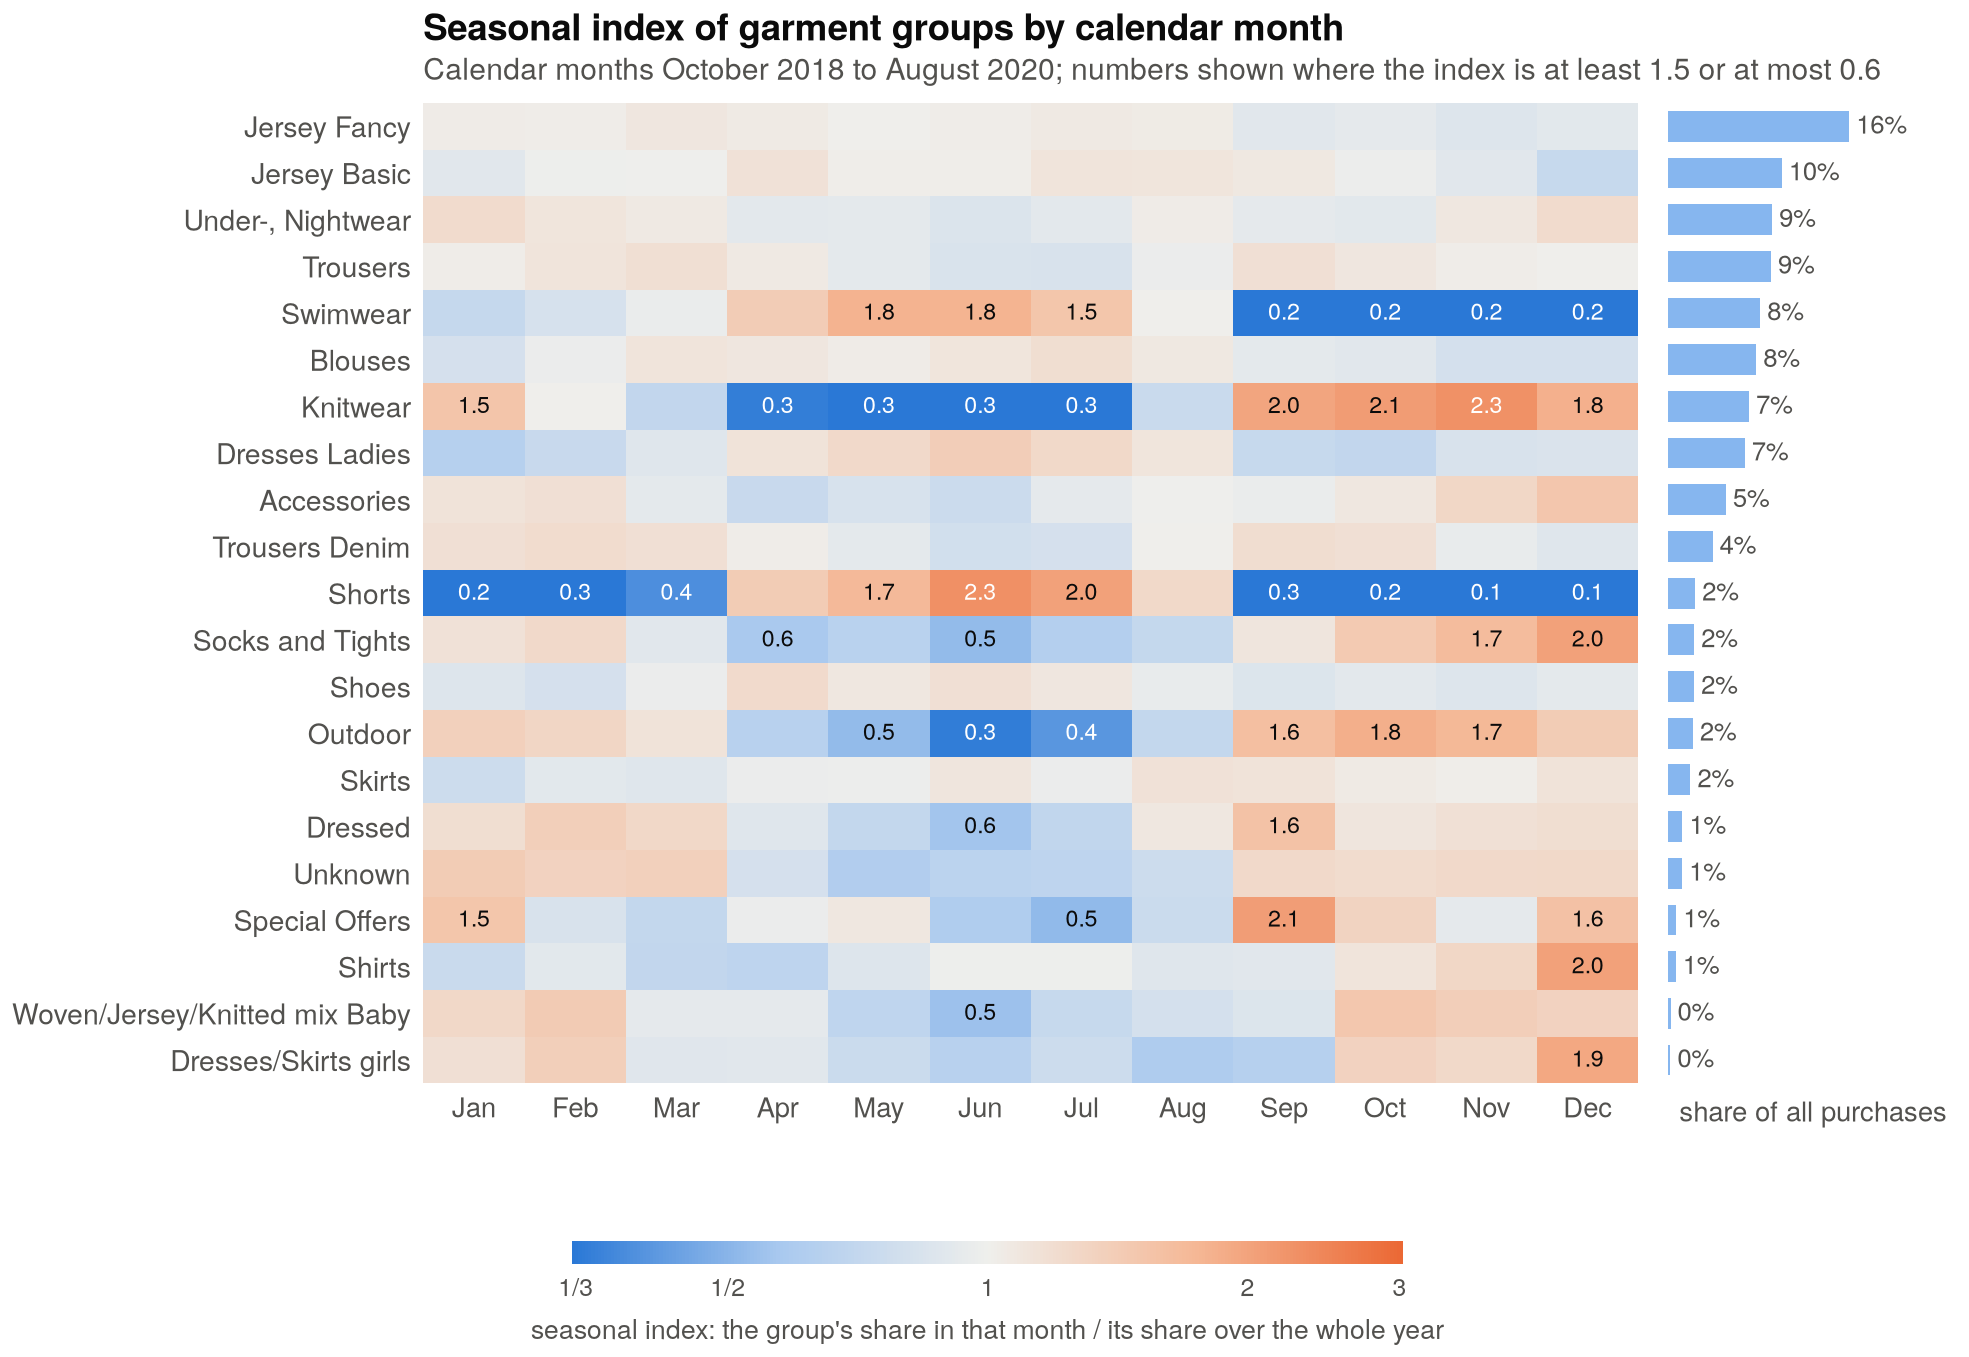 Seasonal index of garment groups by calendar month
Calendar months October 2018 to August 2020; numbers shown where the index is at least 1.5 or at most 0.6
Jersey Fancy 16%
Jersey Basic 10%
Under-, Nightwear 9%
Trousers 9%
Swimwear 1.8 1.8 1.5 0.2 0.2 0.2 0.2 8%
Blouses 8%
Knitwear 1.5 0.3 0.3 0.3 0.3 2.0 2.1 2.3 1.8 7%
Dresses Ladies 7%
Accessories 5%
Trousers Denim 4%
Shorts 0.2 0.3 0.4 1.7 2.3 2.0 0.3 0.2 0.1 0.1 2%
Socks and Tights 0.6 0.5 1.7 2.0 2%
Shoes 2%
Outdoor 0.5 0.3 0.4 1.6 1.8 1.7 2%
Skirts 2%
Dressed 0.6 1.6 1%
Unknown 1%
Special Offers 1.5 0.5 2.1 1.6 1%
Shirts 2.0 1%
Woven/Jersey/Knitted mix Baby 0.5 0%
Dresses/Skirts girls 1.9 0%
Jan Feb Mar Apr May Jun Jul Aug Sep Oct Nov Dec share of all purchases
1/3 1/2 1 2 3
seasonal index: the group's share in that month / its share over the whole year